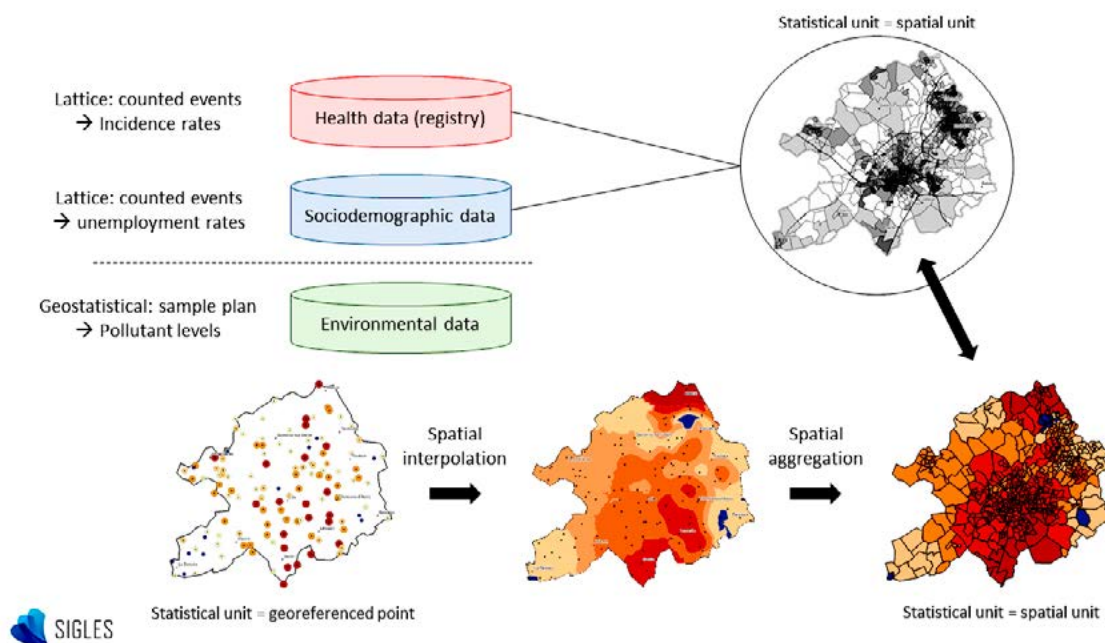 Statistical unit = spatial unit
Lattice: counted events
→ Incidence rates
Health data (registry)
Lattice: counted events
→ unemployment rates
Sociodemographic data
Geostatistical: sample plan
→ Pollutant levels
Environmental data
Spatial
interpolation
Spatial
aggregation
Statistical unit = georeferenced point
Statistical unit = spatial unit
SIGLES